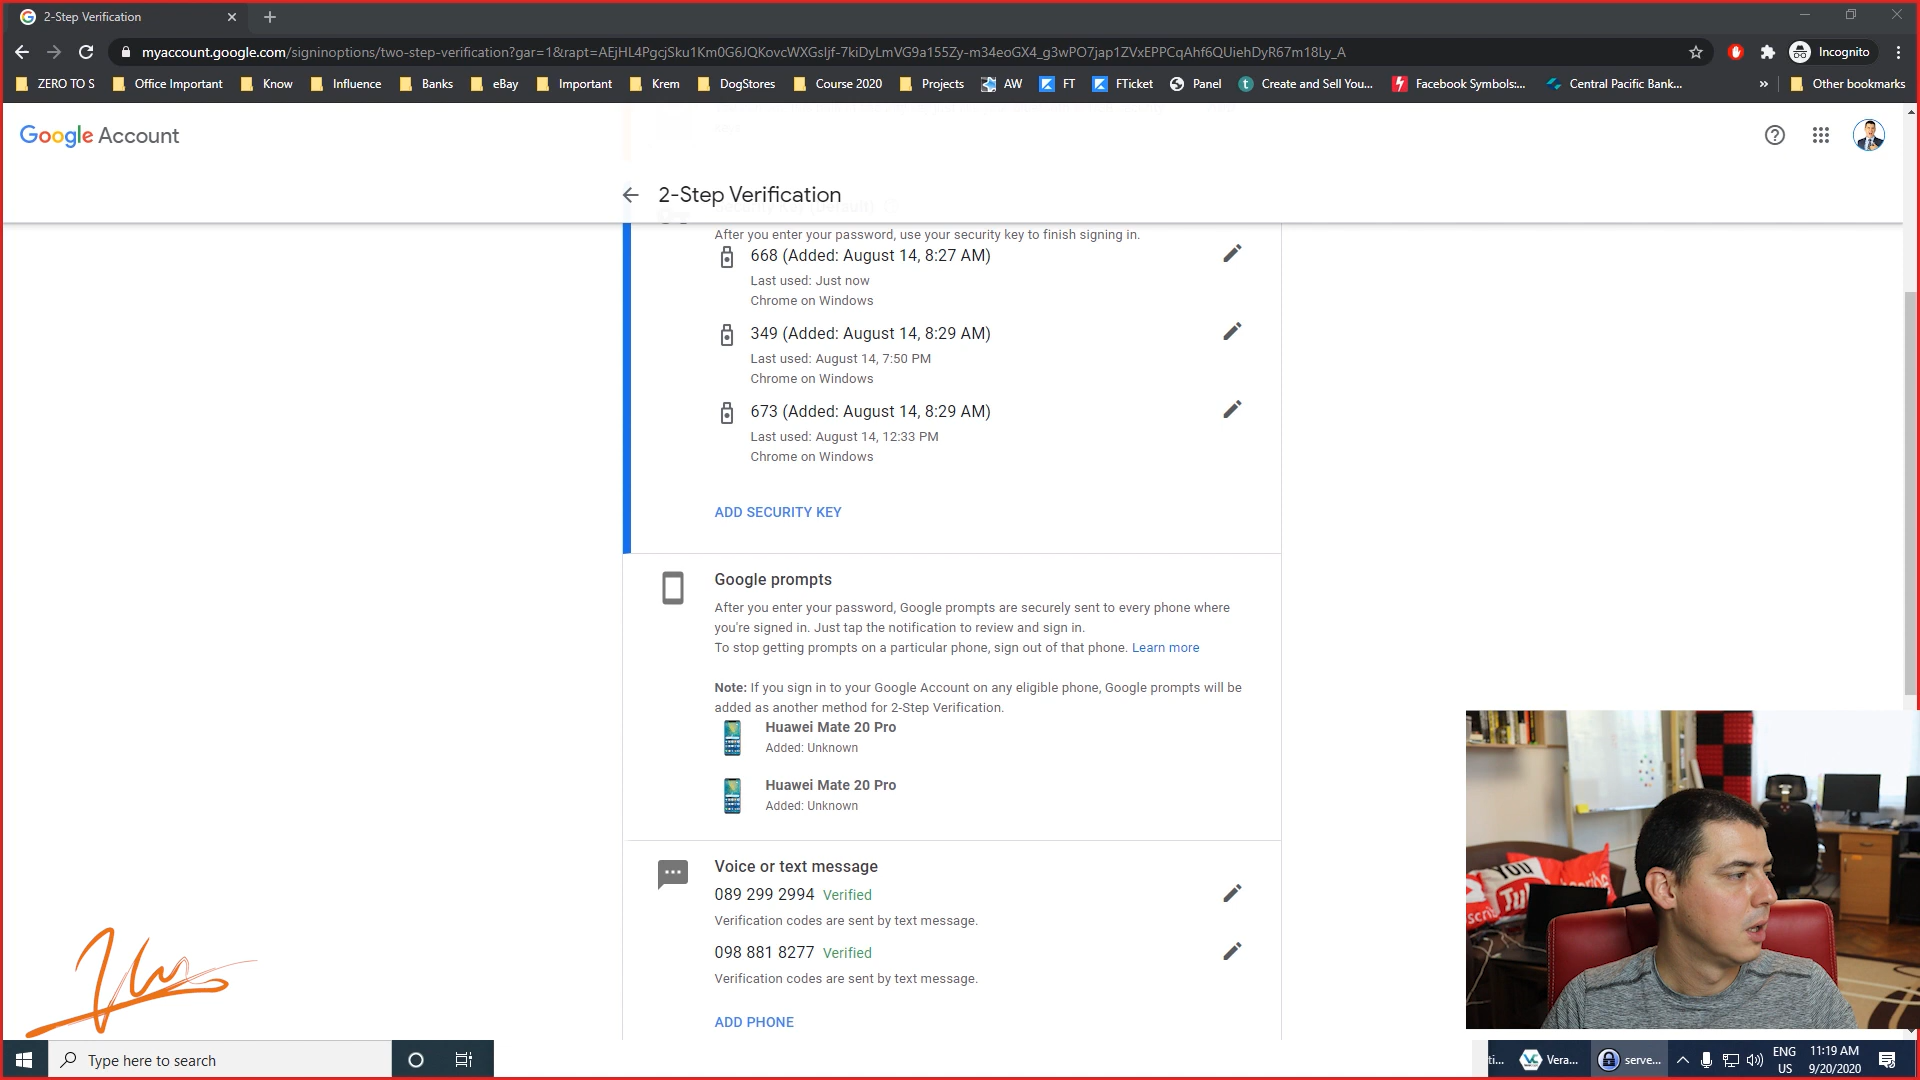 2-Step Verification
myaccount.google.com/signinoptions/two-step-verification?gar=1&rapt=AEjHL4PgcjSku1Km0G6JQKovcWXGsljf-7kiDyLmVG9a155Zy-m34eoGX4_g3wPO7jap1ZVxEPPCqAhf6QUiehDyR67m18Ly_A
Incognito
ZERO TO S Office Important Know Influence Banks eBay Important Krem DogStores Course 2020 Projects AW FT FTicket Panel Create and Sell You... Facebook Symbols:... Central Pacific Bank... » Other bookmarks
Google Account
2-Step Verification
After you enter your password, use your security key to finish signing in.
668 (Added: August 14, 8:27 AM)
Last used: Just now
Chrome on Windows
349 (Added: August 14, 8:29 AM)
Last used: August 14, 7:50 PM
Chrome on Windows
673 (Added: August 14, 8:29 AM)
Last used: August 14, 12:33 PM
Chrome on Windows
ADD SECURITY KEY
Google prompts
After you enter your password, Google prompts are securely sent to every phone where
you're signed in. Just tap the notification to review and sign in.
To stop getting prompts on a particular phone, sign out of that phone. Learn more
Note: If you sign in to your Google Account on any eligible phone, Google prompts will be
added as another method for 2-Step Verification.
Huawei Mate 20 Pro
Added: Unknown
Huawei Mate 20 Pro
Added: Unknown
Voice or text message
089 299 2994 Verified
Verification codes are sent by text message.
098 881 8277 Verified
Verification codes are sent by text message.
ADD PHONE
YOU
Type here to search
ti... Vera... serve... ENG 11:19 AM
US 9/20/2020